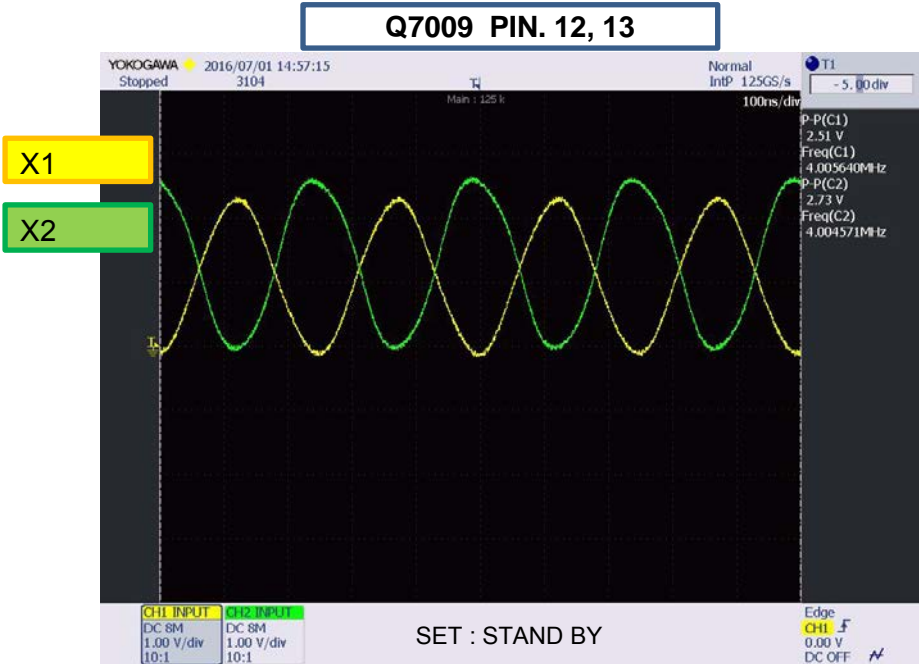 Q7009 PIN. 12, 13
YOKOGAWA 2016/07/01 14:57:15 Normal T1
Stopped 3104 IntP 125GS/s - 5. 00 div
Main : 125 k 100ns/div
P-P(C1)
2.51 V
Freq(C1)
4.005640MHz
P-P(C2)
2.73 V
Freq(C2)
4.004571MHz
X1
X2
CH1 INPUT CH2 INPUT Edge
DC 8M DC 8M SET : STAND BY CH1
1.00 V/div 1.00 V/div 0.00 V
10:1 10:1 DC OFF